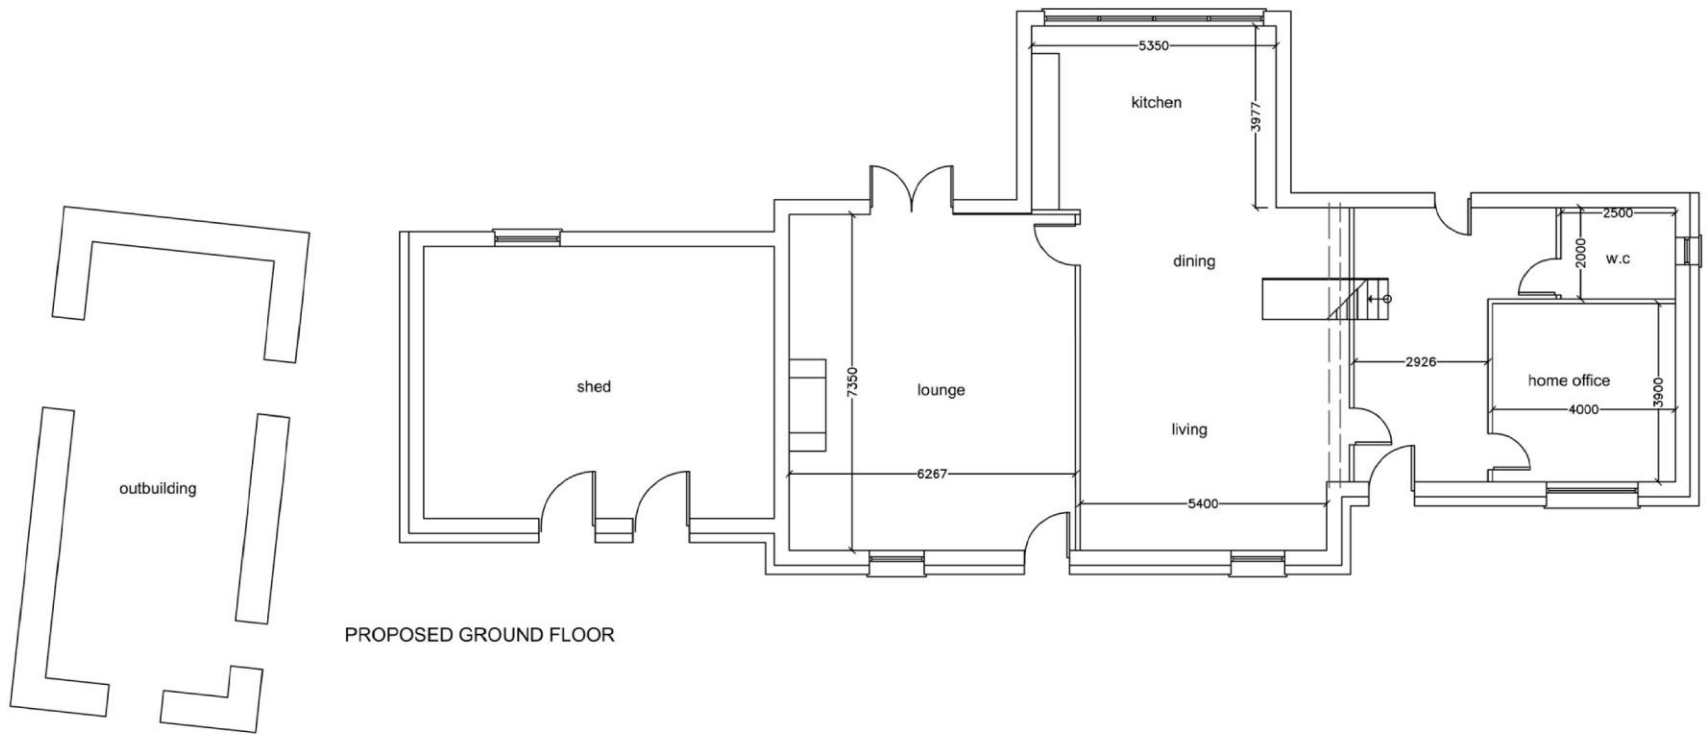 5350
kitchen
3977
2500
2000
w.c
dining
2926
home office
3900
4000
shed
7350
lounge
living
6267
5400
outbuilding
PROPOSED GROUND FLOOR